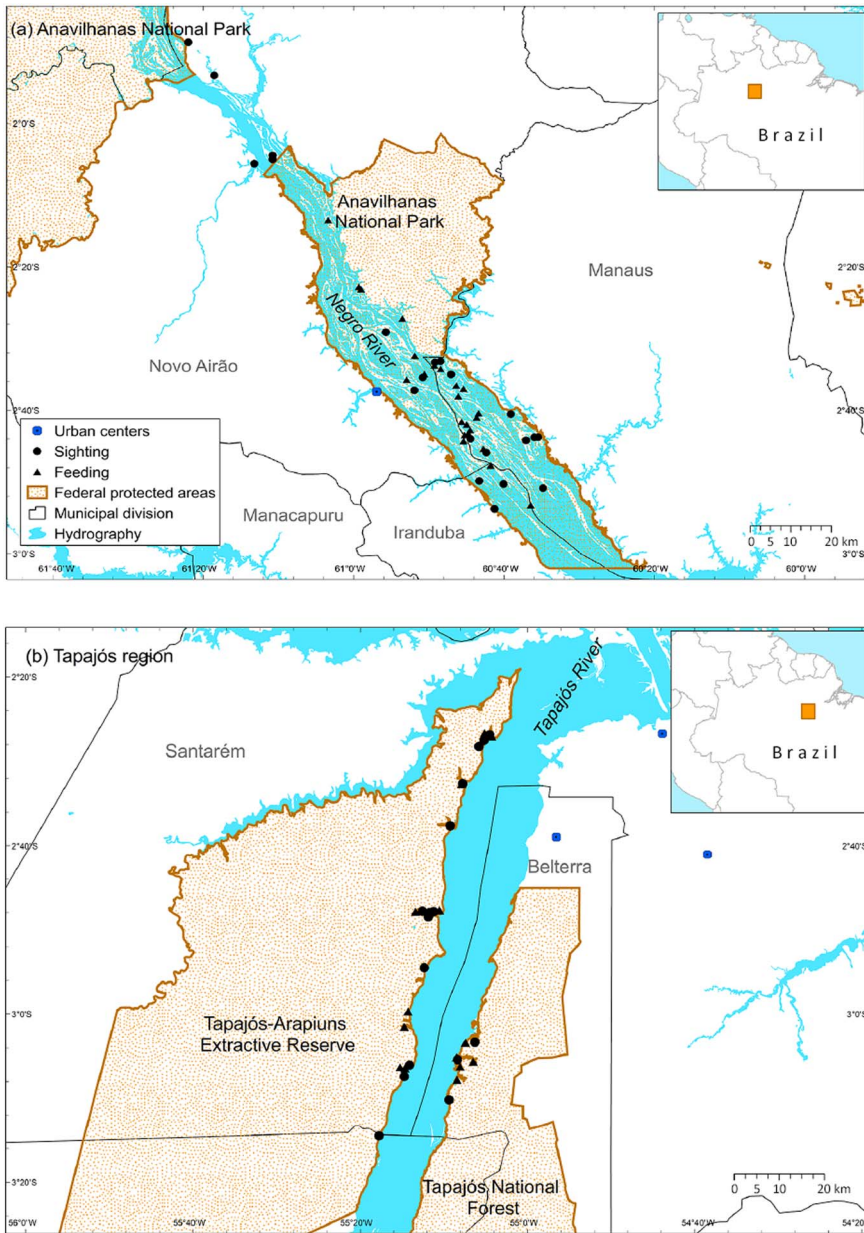 (a) Anavilhanas National Park
Brazil
2°0'S
Anavilhanas
National Park
2°20'S
2°20'S
Manaus
Negro River
Novo Airão
2°40'S
2°40'S
Urban centers
Sighting
Feeding
Federal protected areas
Municipal division
Hydrography
Manacapuru
Iranduba
0 5 10 20 km
3°0'S
3°0'S
61°40'W 61°20'W 61°0'W 60°40'W 60°20'W 60°0'W
(b) Tapajós region
Tapajós River
Brazil
2°20'S
Santarém
2°40'S
2°40'S
Belterra
3°0'S
3°0'S
Tapajós-Arapiuns
Extractive Reserve
3°20'S
Tapajós National
Forest
0 5 10 20 km
56°0'W 55°40'W 55°20'W 55°0'W 54°40'W 54°20'W